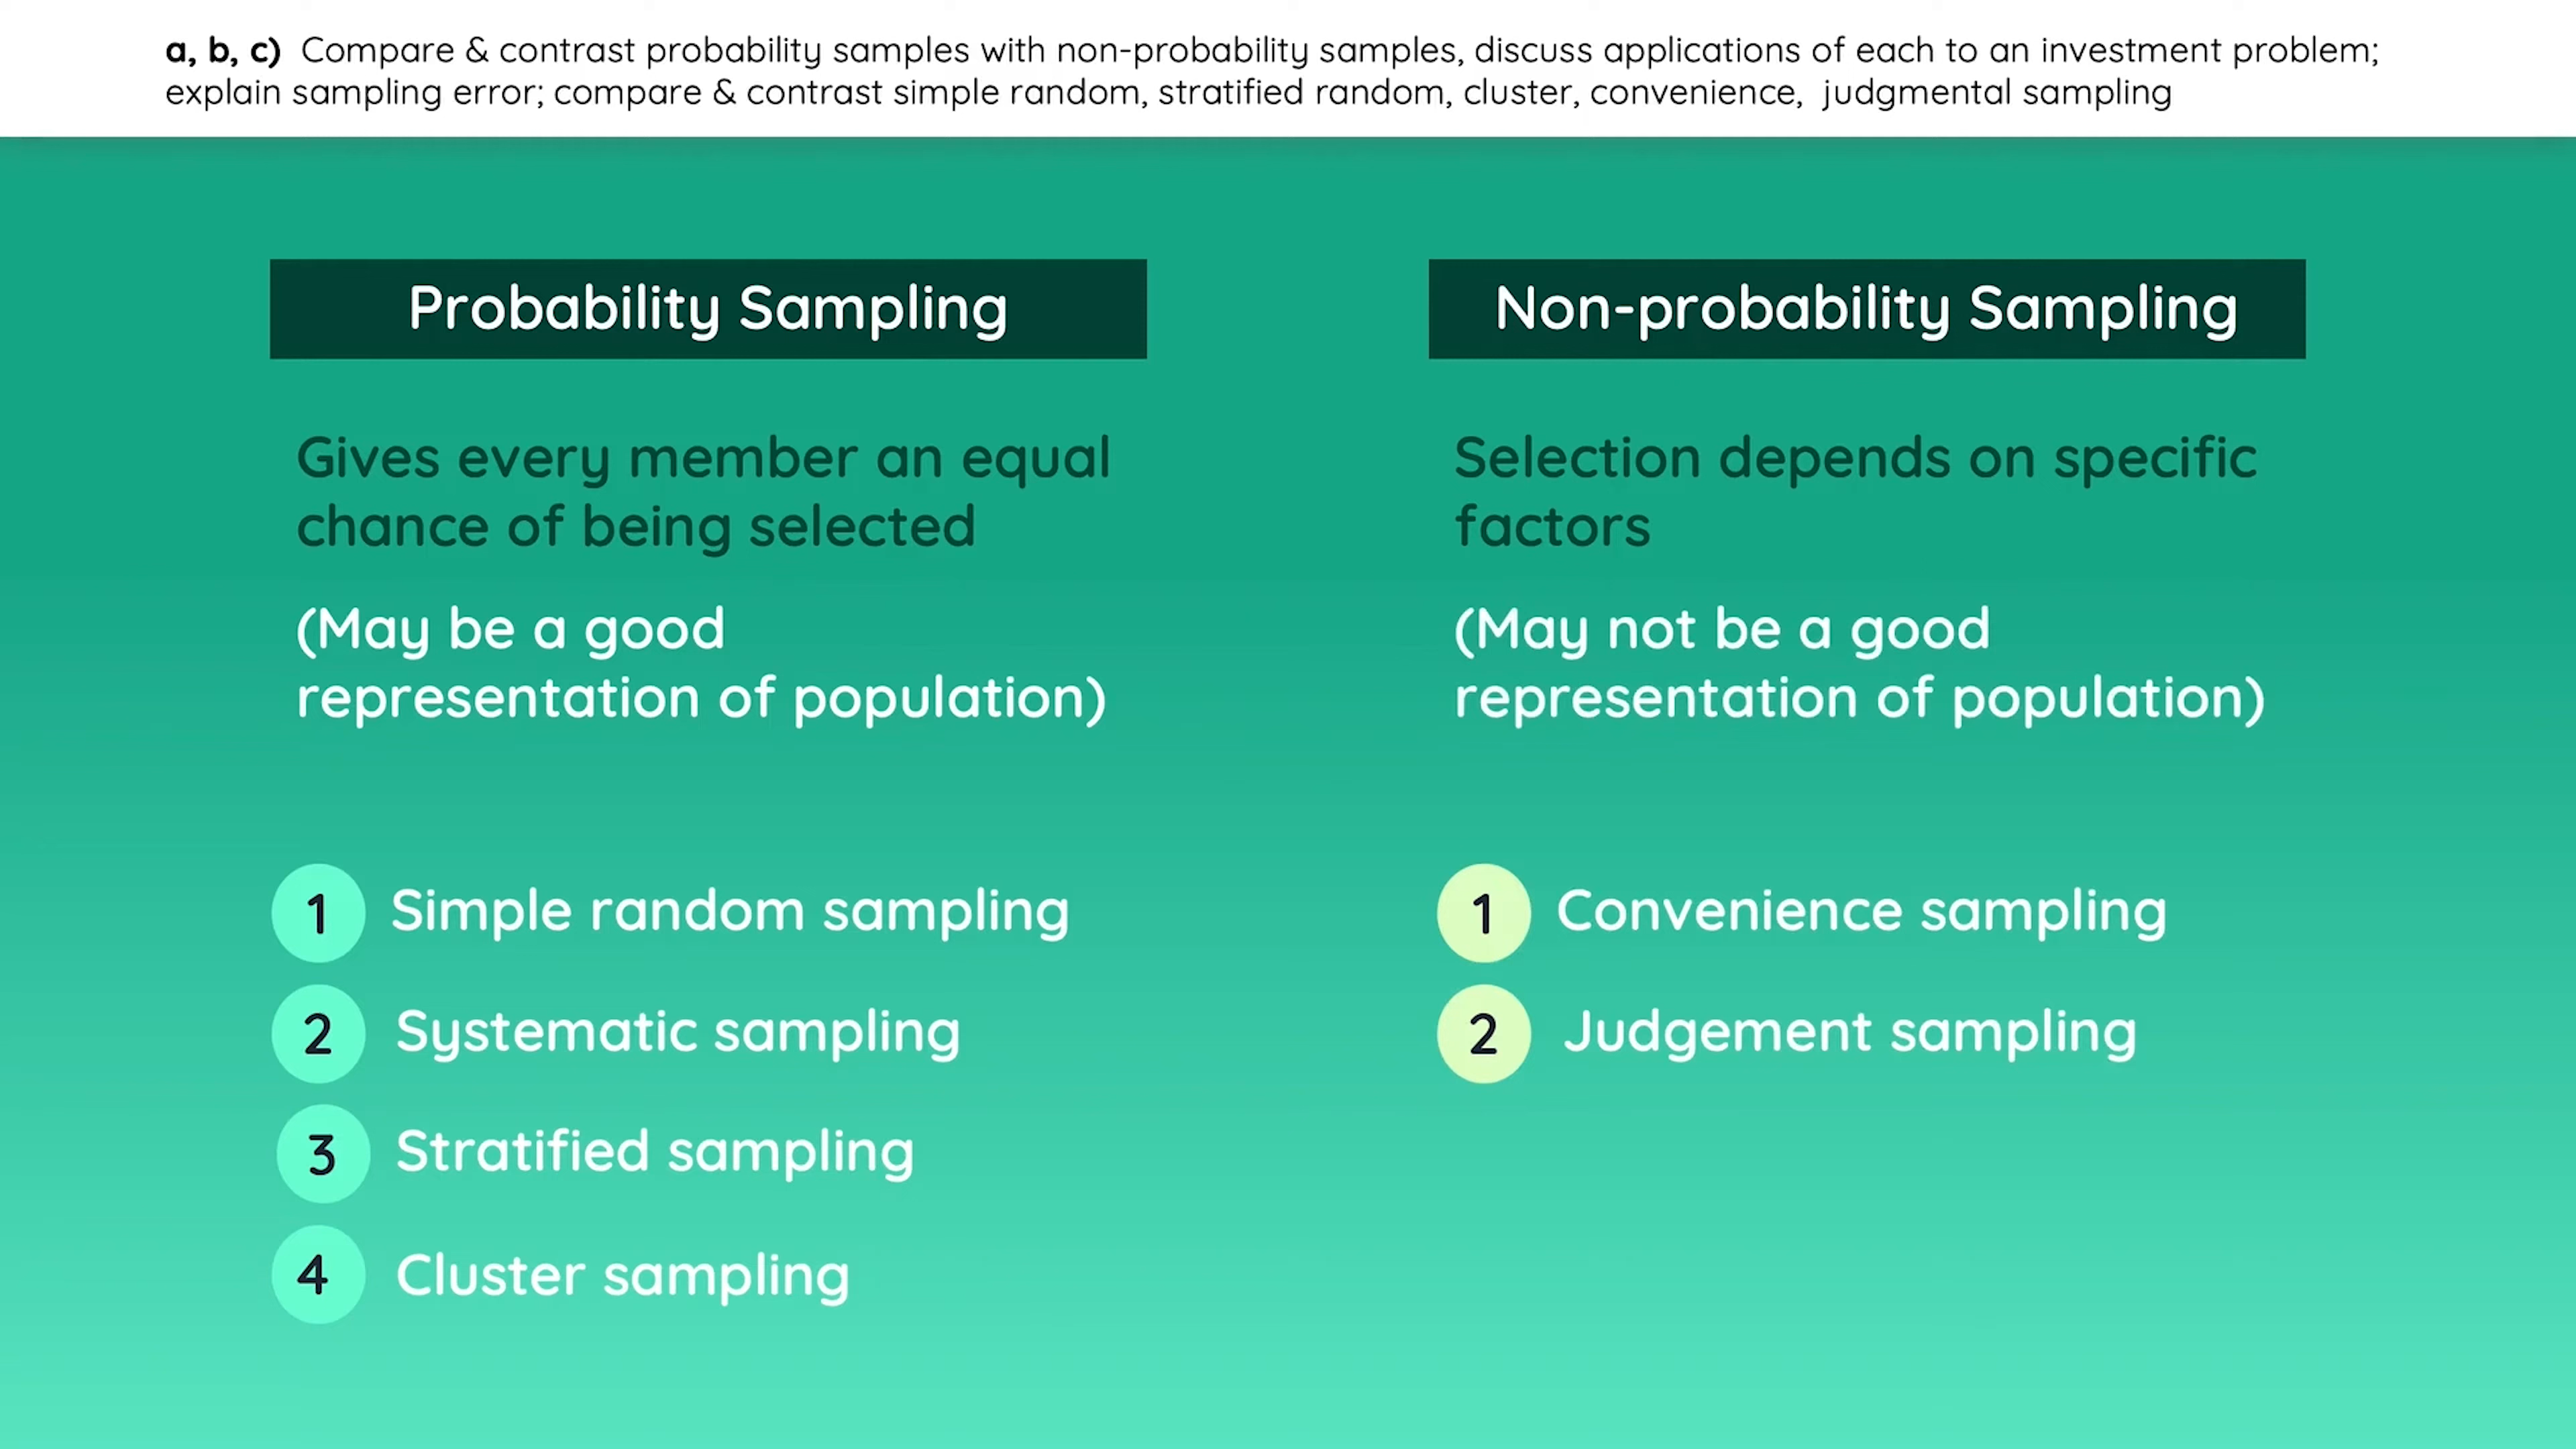 a, b, c) Compare & contrast probability samples with non-probability samples, discuss applications of each to an investment problem;
explain sampling error; compare & contrast simple random, stratified random, cluster, convenience, judgmental sampling
Probability Sampling
Gives every member an equal
chance of being selected
(May be a good
representation of population)
1 Simple random sampling
2 Systematic sampling
3 Stratified sampling
4 Cluster sampling
Non-probability Sampling
Selection depends on specific
factors
(May not be a good
representation of population)
1 Convenience sampling
2 Judgement sampling